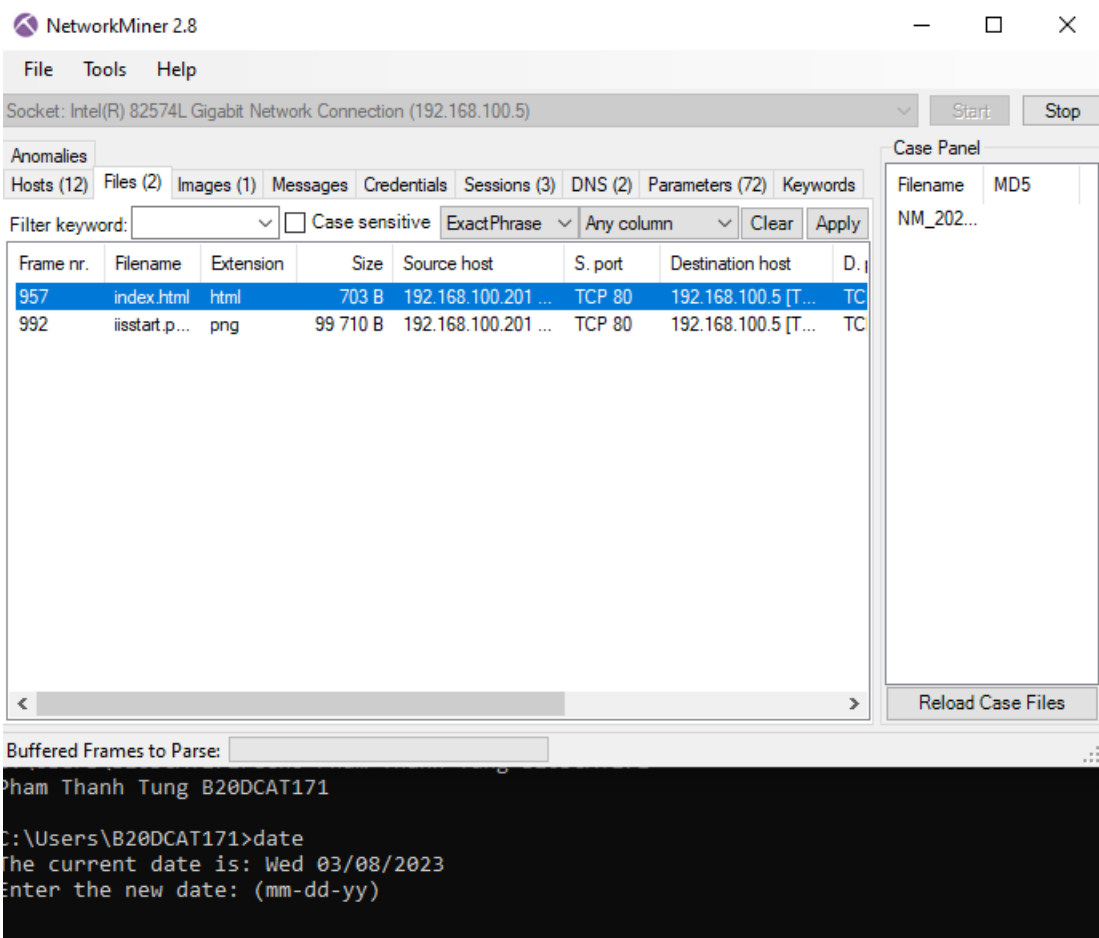 NetworkMiner 2.8
File Tools Help
Socket: Intel(R) 82574L Gigabit Network Connection (192.168.100.5) Start Stop
Anomalies
Case Panel
Hosts (12) Files (2) Images (1) Messages Credentials Sessions (3) DNS (2) Parameters (72) Keywords
Filename MD5
Filter keyword: Case sensitive ExactPhrase Any column Clear Apply
NM_202...
Frame nr. Filename Extension Size Source host S. port Destination host D.
957 index.html html 703 B 192.168.100.201 ... TCP 80 192.168.100.5 [T... TC
992 iisstart.p... png 99 710 B 192.168.100.201 ... TCP 80 192.168.100.5 [T... TC
Reload Case Files
Buffered Frames to Parse:
Pham Thanh Tung B20DCAT171
C:\Users\B20DCAT171>date
The current date is: Wed 03/08/2023
Enter the new date: (mm-dd-yy)